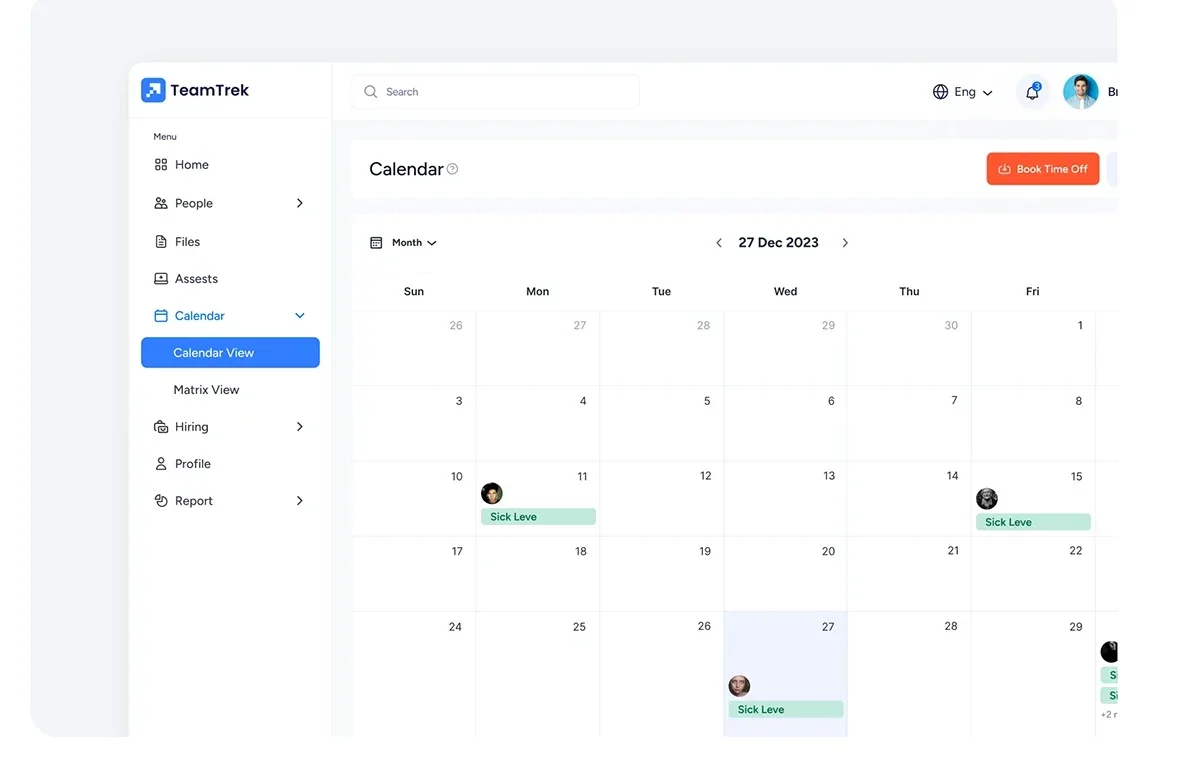 TeamTrek
Search
Eng
3
Menu
Home
People
Files
Assests
Calendar
Calendar View
Matrix View
Hiring
Profile
Report
Calendar
Book Time Off
Month
27 Dec 2023
Sun Mon Tue Wed Thu Fri
26 27 28 29 30 1
3 4 5 6 7 8
10 11 12 13 14 15
Sick Leve Sick Leve
17 18 19 20 21 22
24 25 26 27 28 29
Sick Leve